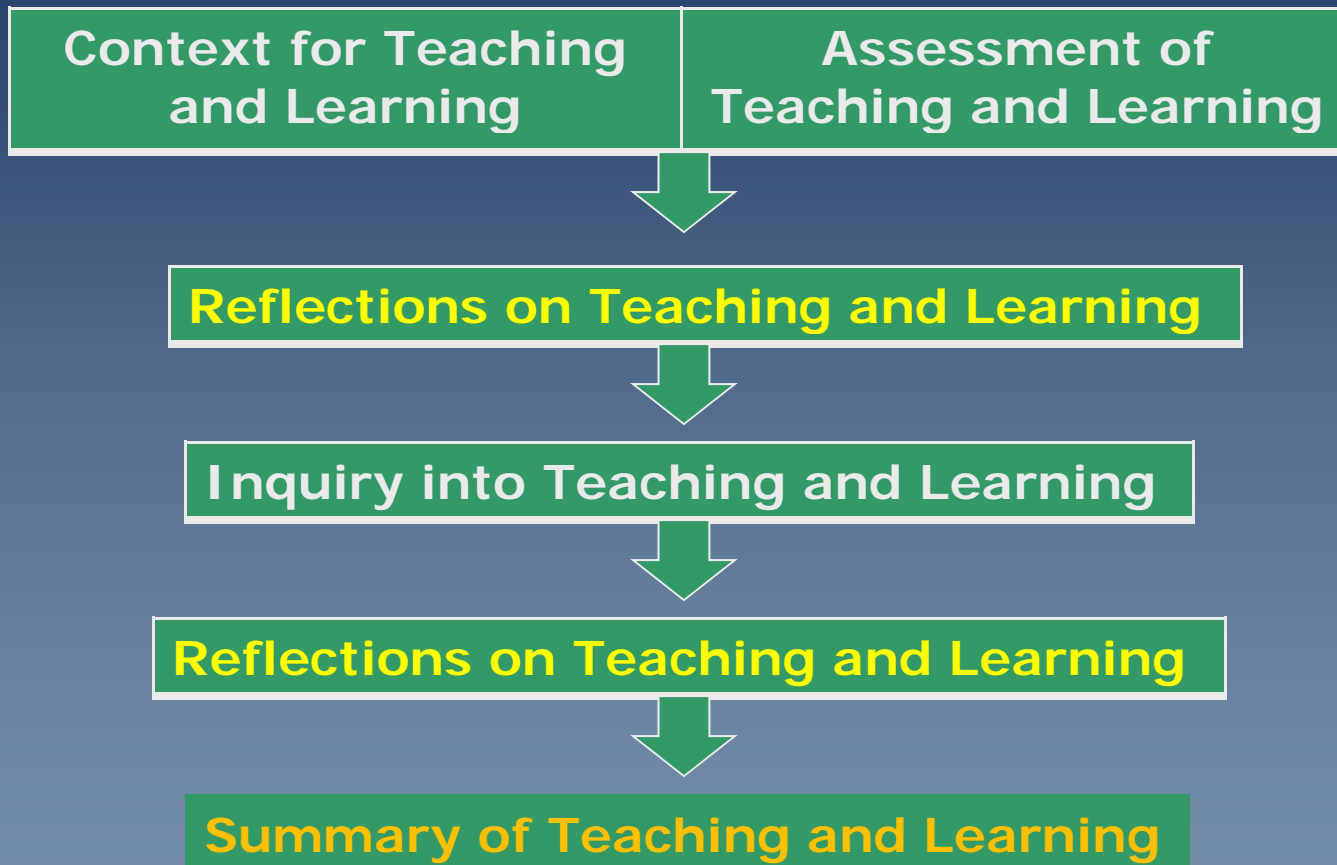 Context for Teaching
and Learning
Assessment of
Teaching and Learning
Reflections on Teaching and Learning
Inquiry into Teaching and Learning
Reflections on Teaching and Learning
Summary of Teaching and Learning